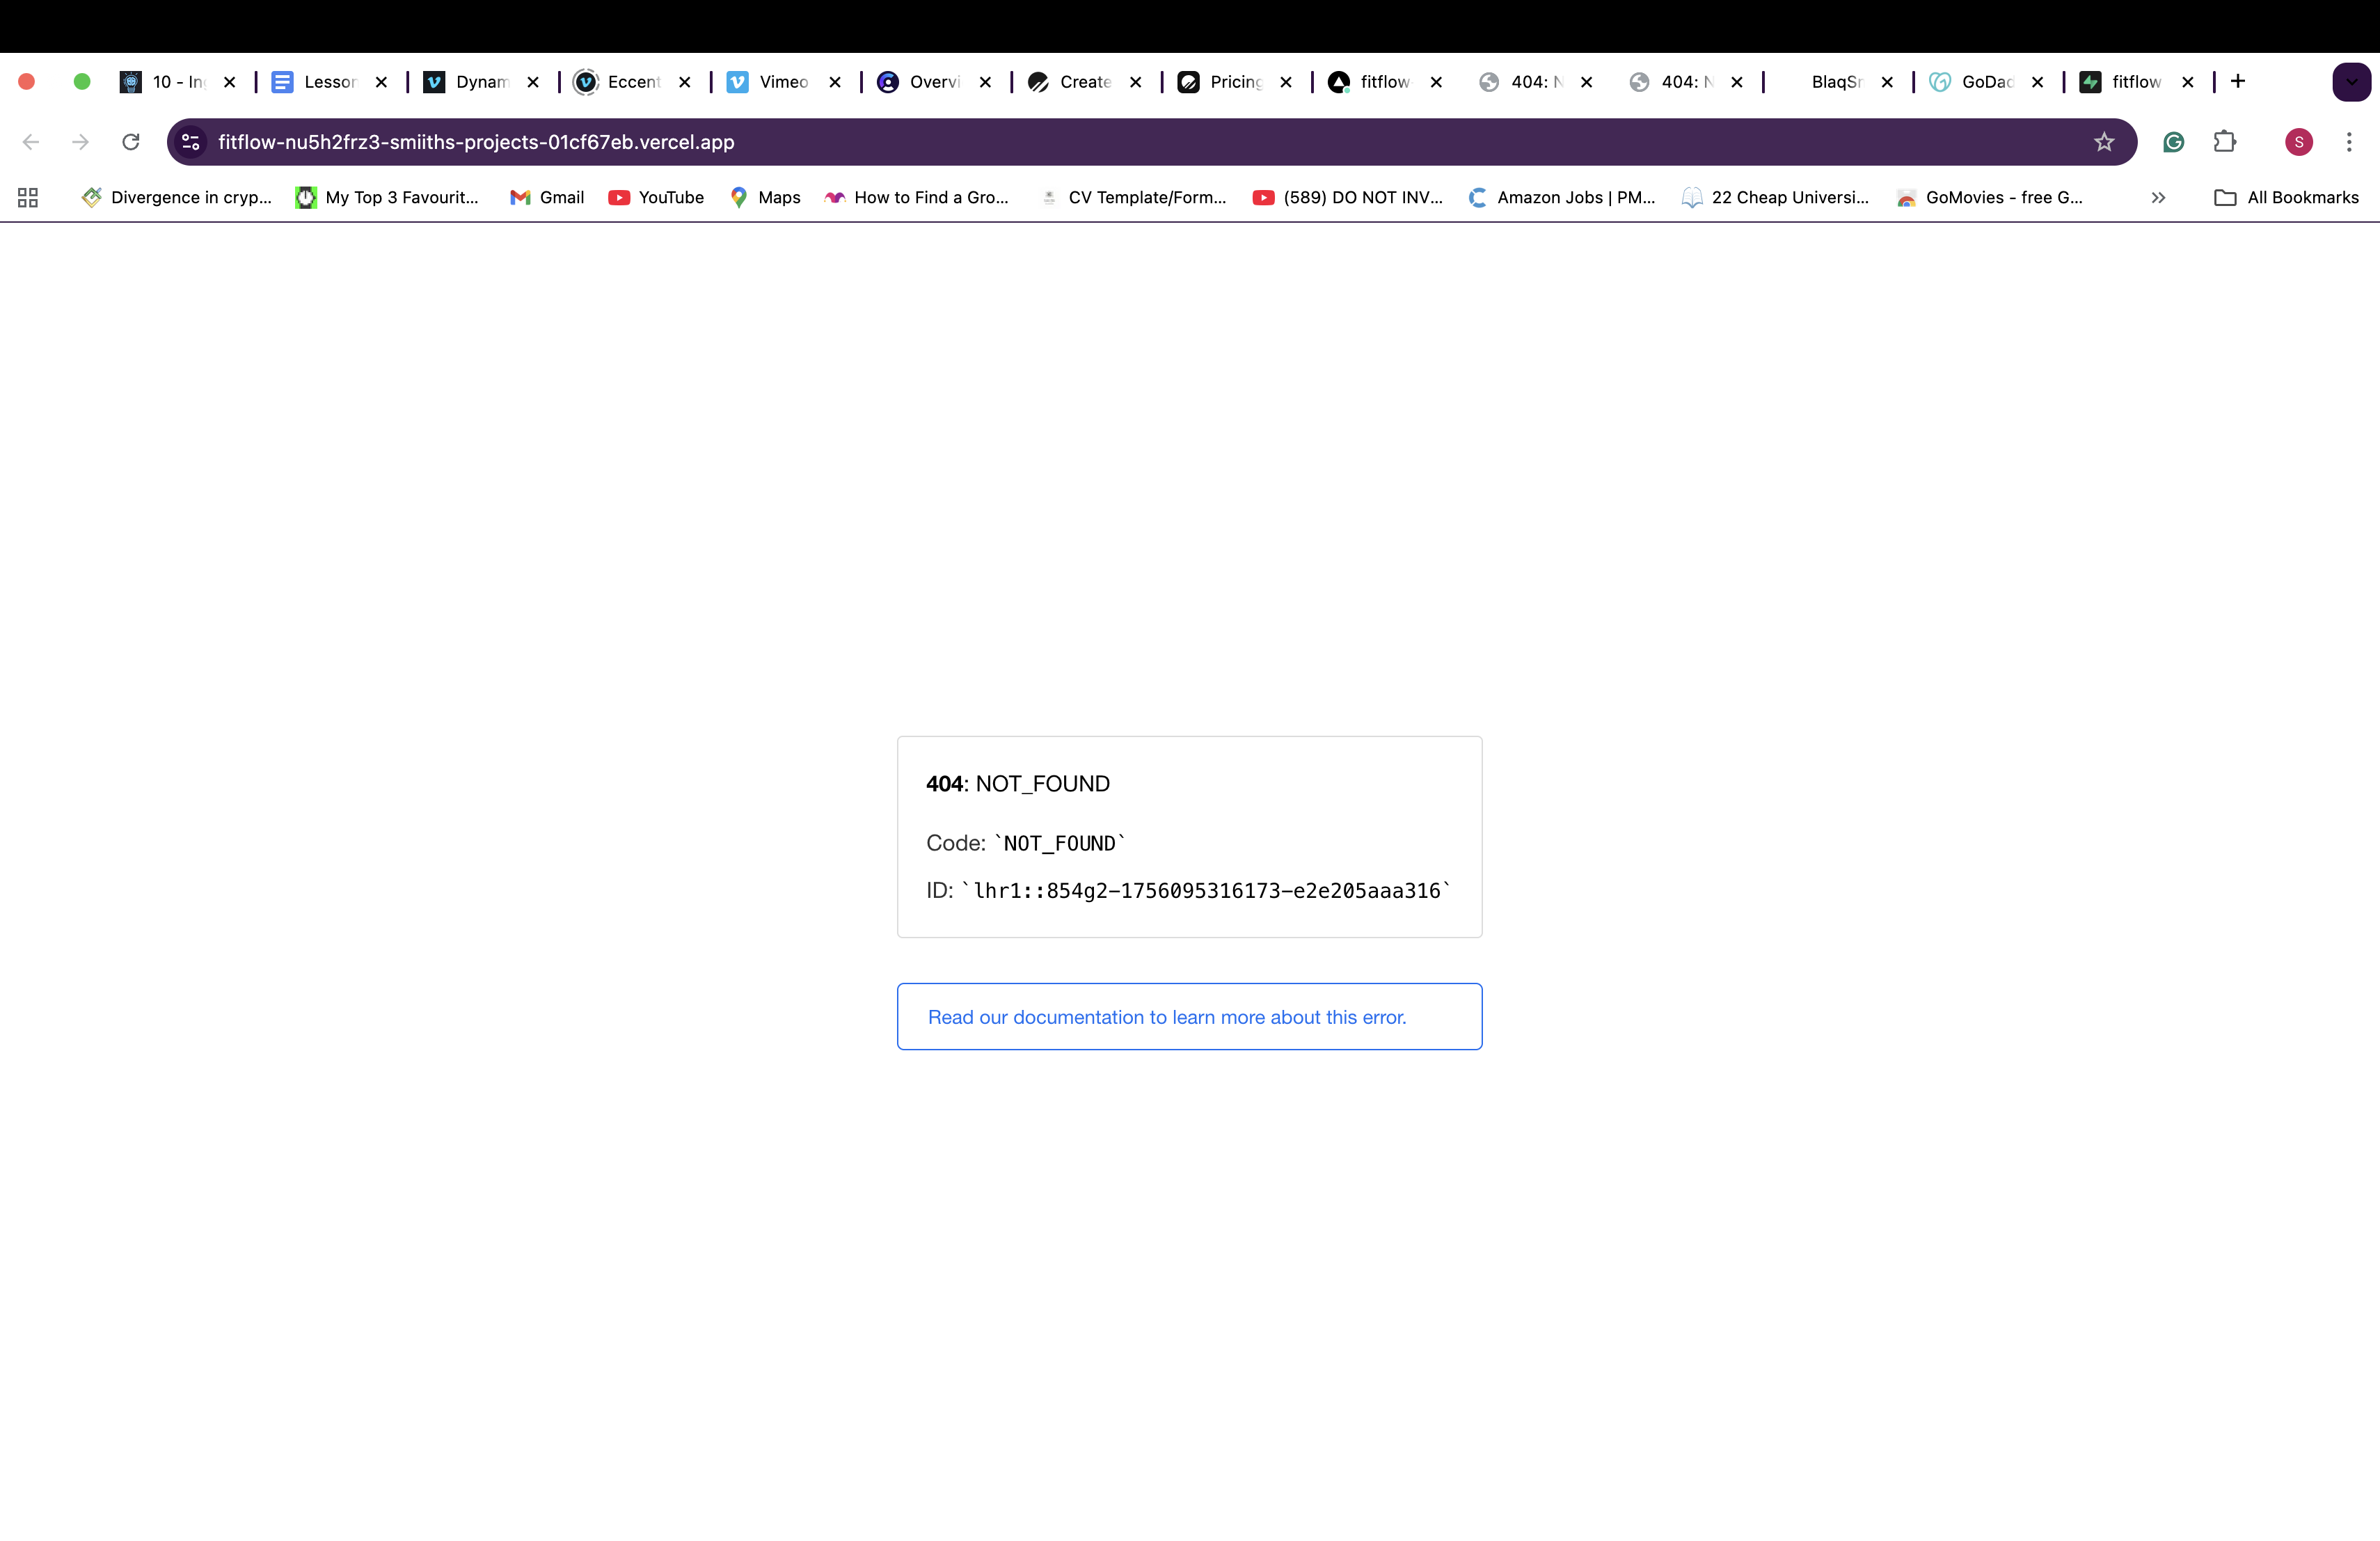 10 - In
Lesson
Dynam
Eccent
Vimeo
Overvi
Create
Pricing
fitflow
404: N
404: N
BlaqSm
GoDad
fitflow
fitflow-nu5h2frz3-smiiths-projects-01cf67eb.vercel.app
S
Divergence in cryp...
My Top 3 Favourit...
Gmail
YouTube
Maps
How to Find a Gro...
CV Template/Form...
(589) DO NOT INV...
Amazon Jobs | PM...
22 Cheap Universi...
GoMovies - free G...
All Bookmarks
404: NOT_FOUND
Code: `NOT_FOUND`
ID: `lhr1::854g2-1756095316173-e2e205aaa316`
Read our documentation to learn more about this error.